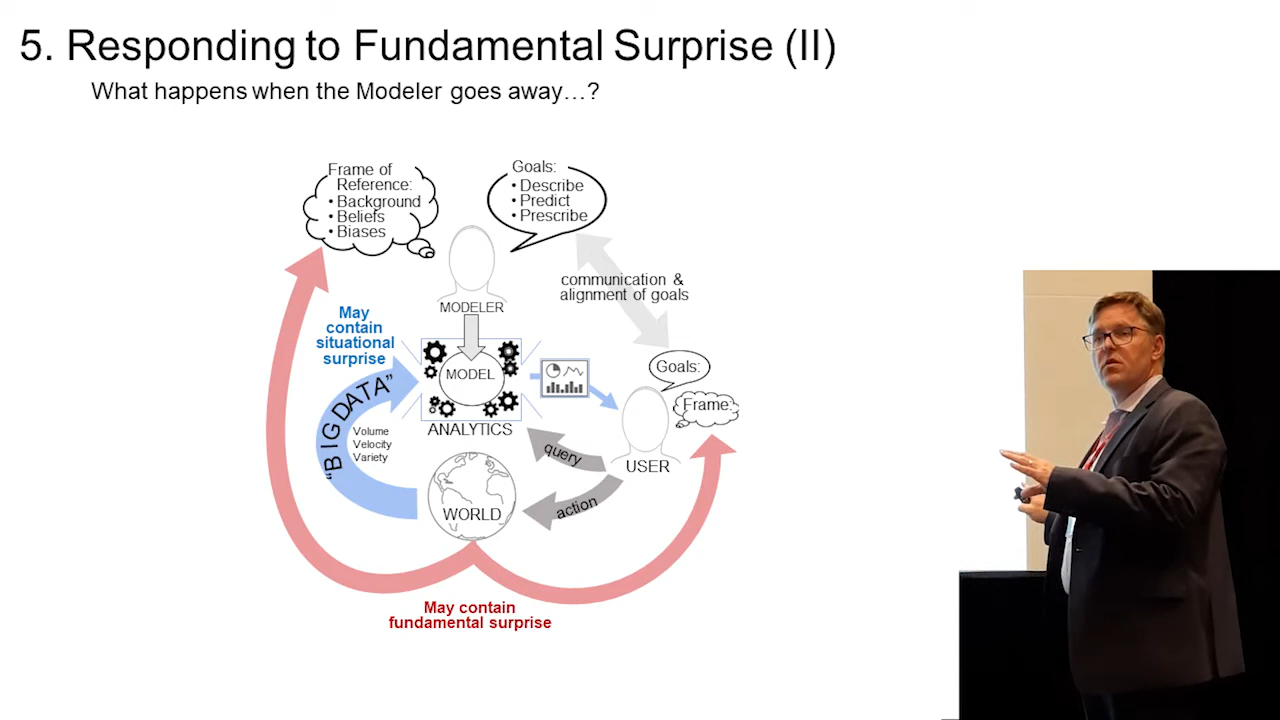 5. Responding to Fundamental Surprise (II)
What happens when the Modeler goes away…?
Frame of
Reference:
• Background
• Beliefs
• Biases
Goals:
• Describe
• Predict
• Prescribe
MODELER
communication &
alignment of goals
May
contain
situational
surprise
"BIG DATA"
Volume
Velocity
Variety
MODEL
ANALYTICS
Goals:
Frame:
USER
query
action
WORLD
May contain
fundamental surprise